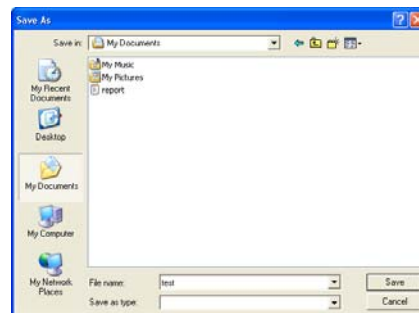 Save As
Save in:
My Documents
My Recent
Documents
Desktop
My Documents
My Computer
My Network
Places
My Music
My Pictures
report
File name:
test
Save
Save as type:
Cancel